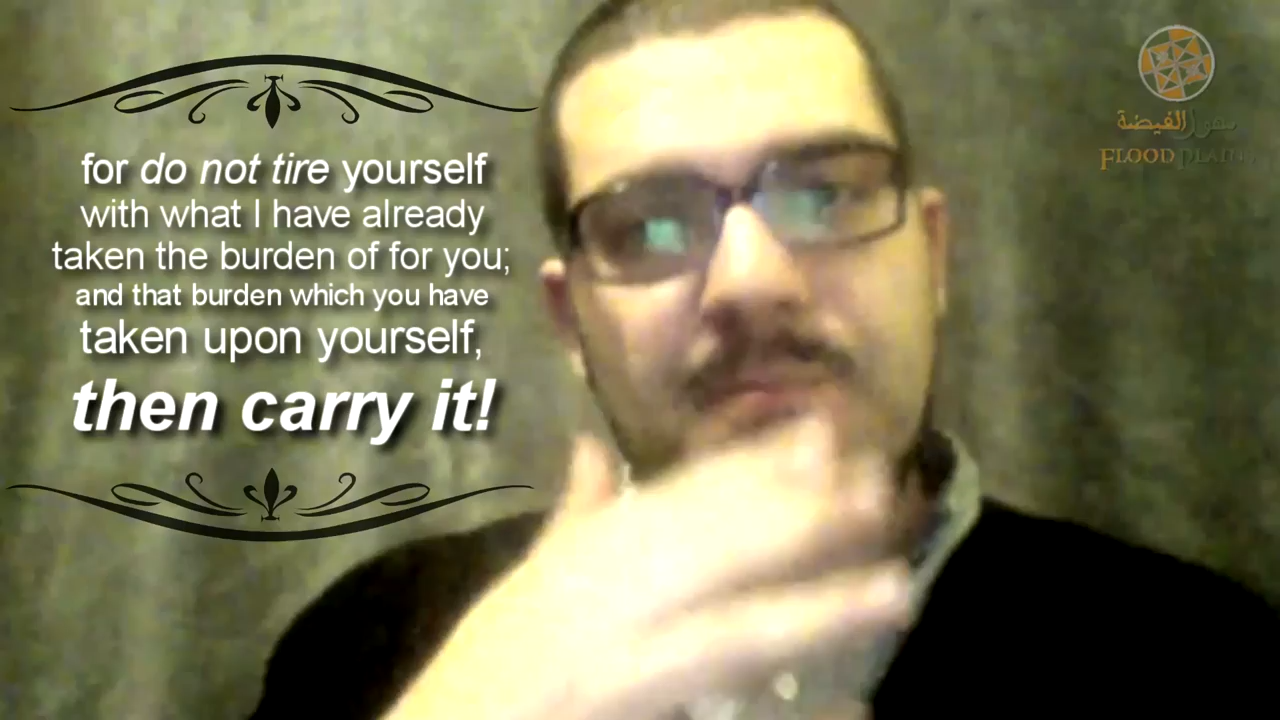 for do not tire yourself
with what I have already
taken the burden of for you;
and that burden which you have
taken upon yourself,
then carry it!
سهول الفيضة
FLOOD PLAIN